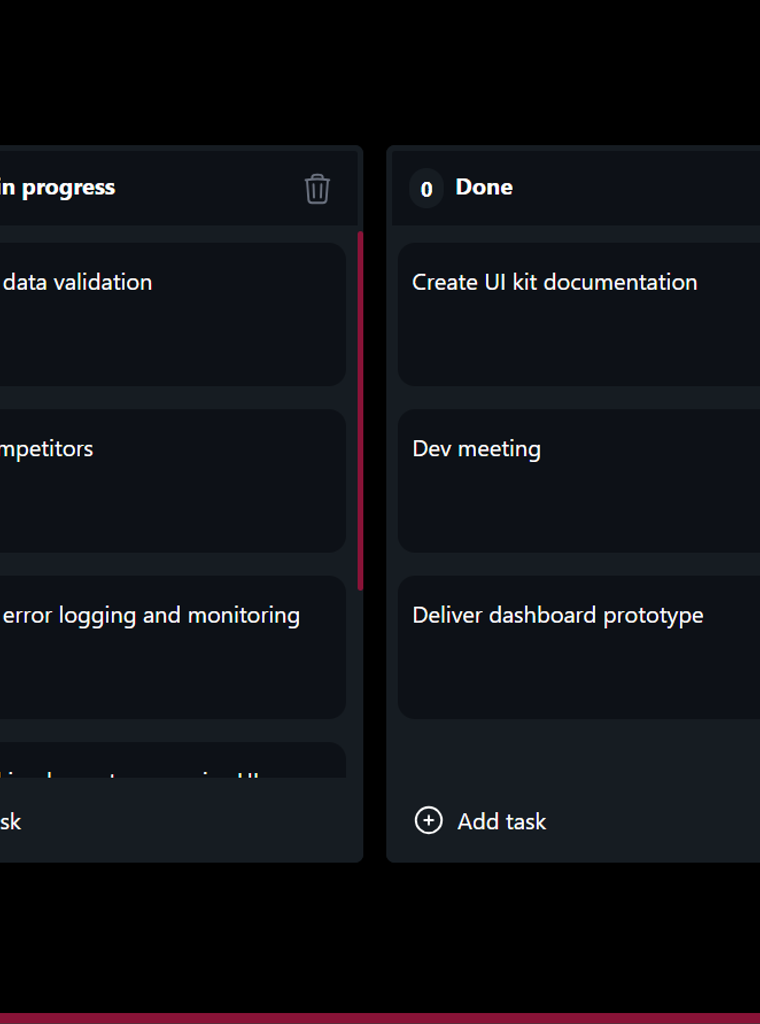 in progress
data validation
mpetitors
error logging and monitoring
sk
0 Done
Create UI kit documentation
Dev meeting
Deliver dashboard prototype
Add task